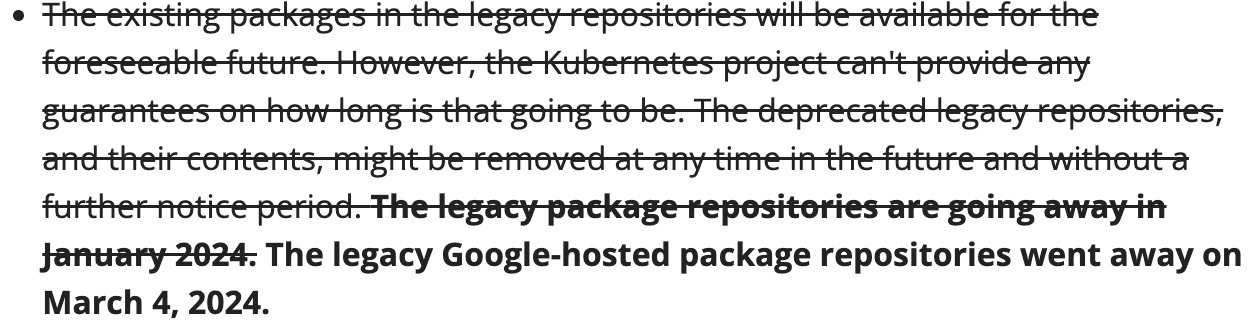 • The existing packages in the legacy repositories will be available for the
foreseeable future. However, the Kubernetes project can't provide any
guarantees on how long is that going to be. The deprecated legacy repositories,
and their contents, might be removed at any time in the future and without a
further notice period. The legacy package repositories are going away in
January 2024. The legacy Google-hosted package repositories went away on
March 4, 2024.